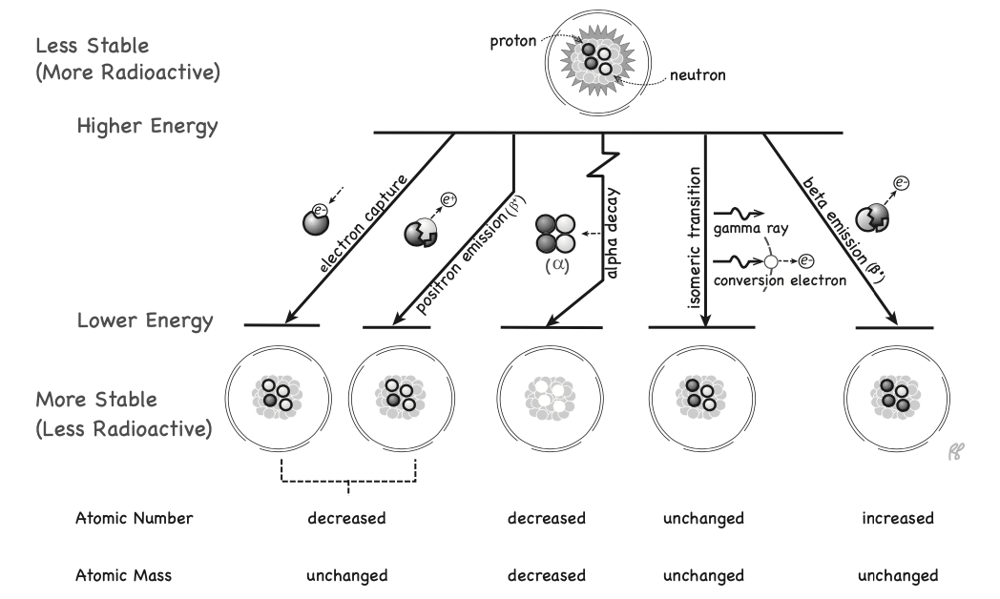 Less Stable
(More Radioactive)
proton
neutron
Higher Energy
e-
electron capture
e+
positron emission (β+)
(α)
alpha decay
isomeric transition
gamma ray
e-
conversion electron
beta emission (β-)
e-
Lower Energy
More Stable
(Less Radioactive)
Atomic Number decreased decreased unchanged increased
Atomic Mass unchanged decreased unchanged unchanged